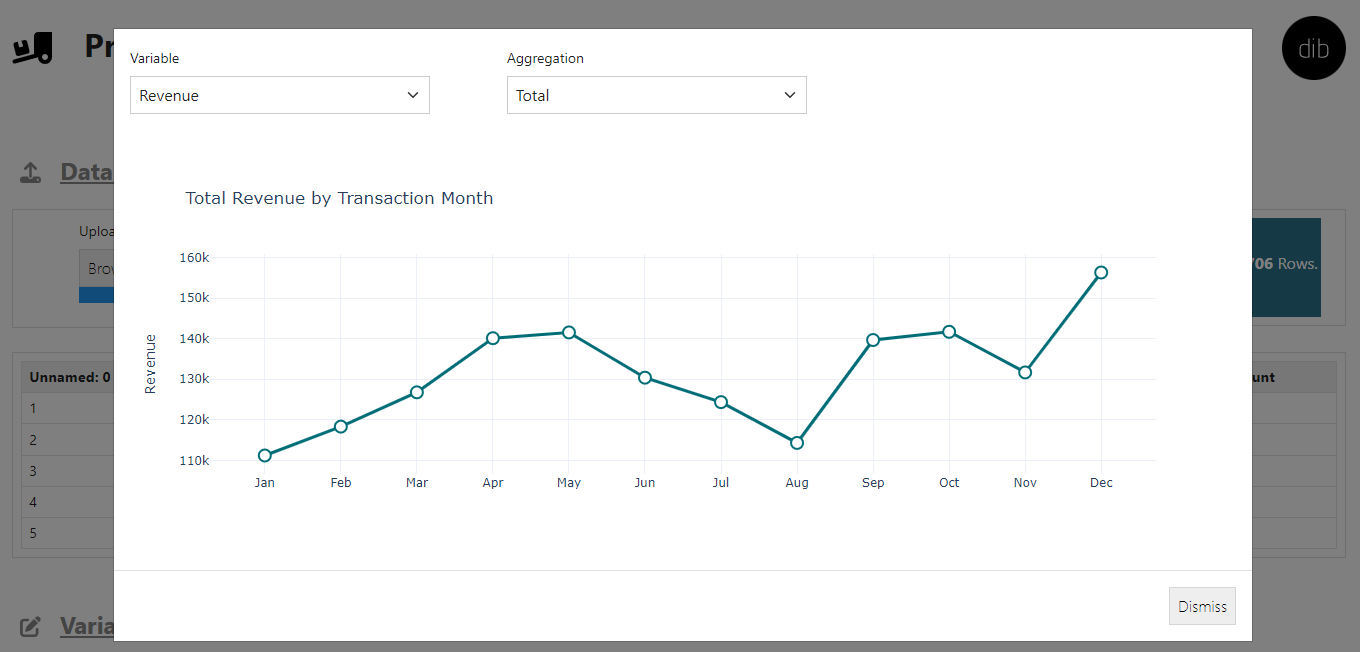 Pr
dib
Variable
Aggregation
Revenue
Total
Data
Total Revenue by Transaction Month
Uploa
Brov
706 Rows.
160k
150k
140k
130k
120k
110k
Revenue
Jan Feb Mar Apr May Jun Jul Aug Sep Oct Nov Dec
Unnamed: 0
unt
1
2
3
4
5
Dismiss
Varia